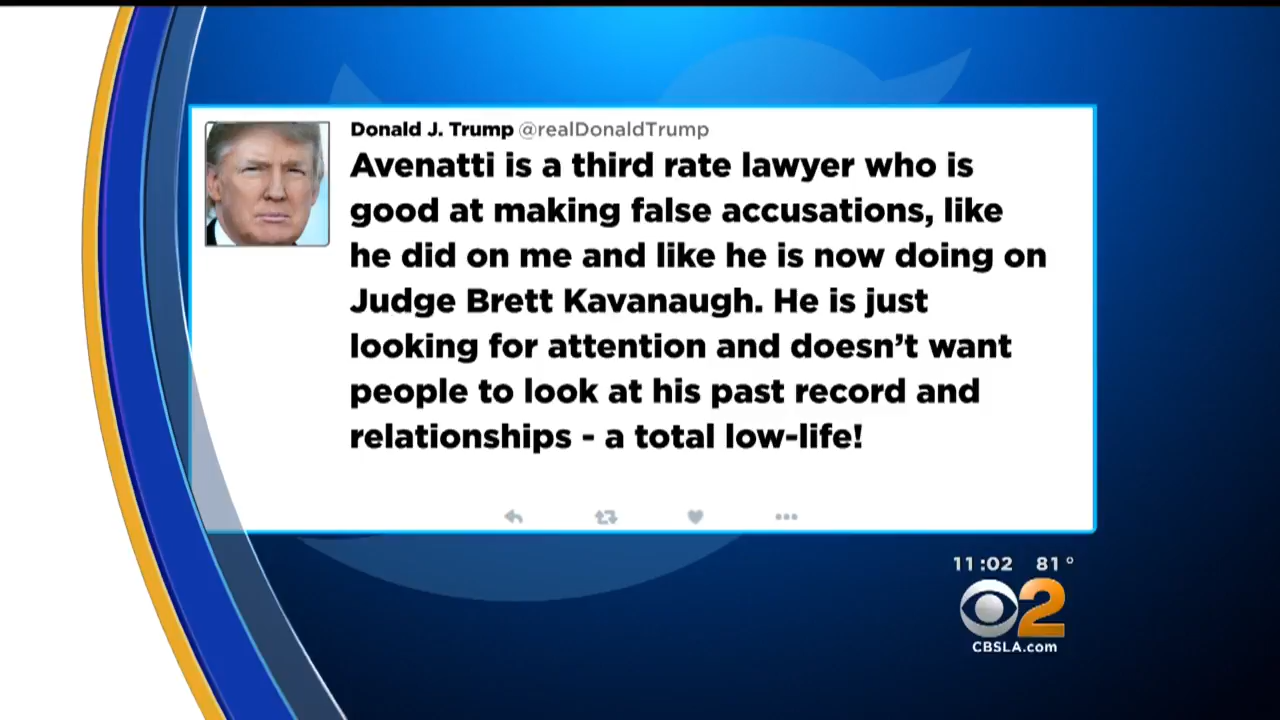 Donald J. Trump @realDonaldTrump
Avenatti is a third rate lawyer who is
good at making false accusations, like
he did on me and like he is now doing on
Judge Brett Kavanaugh. He is just
looking for attention and doesn’t want
people to look at his past record and
relationships - a total low-life!
11:02 81°
2
CBSLA.com